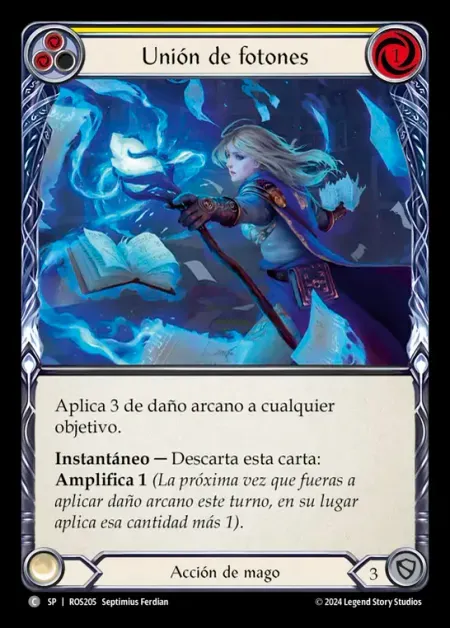 Unión de fotones
1
Aplica 3 de daño arcano a cualquier
objetivo.
Instantáneo — Descarta esta carta:
Amplifica 1 (La próxima vez que fueras a
aplicar daño arcano este turno, en su lugar
aplica esa cantidad más 1).
Acción de mago
3
C SP | ROS205 Septimius Ferdian
© 2024 Legend Story Studios